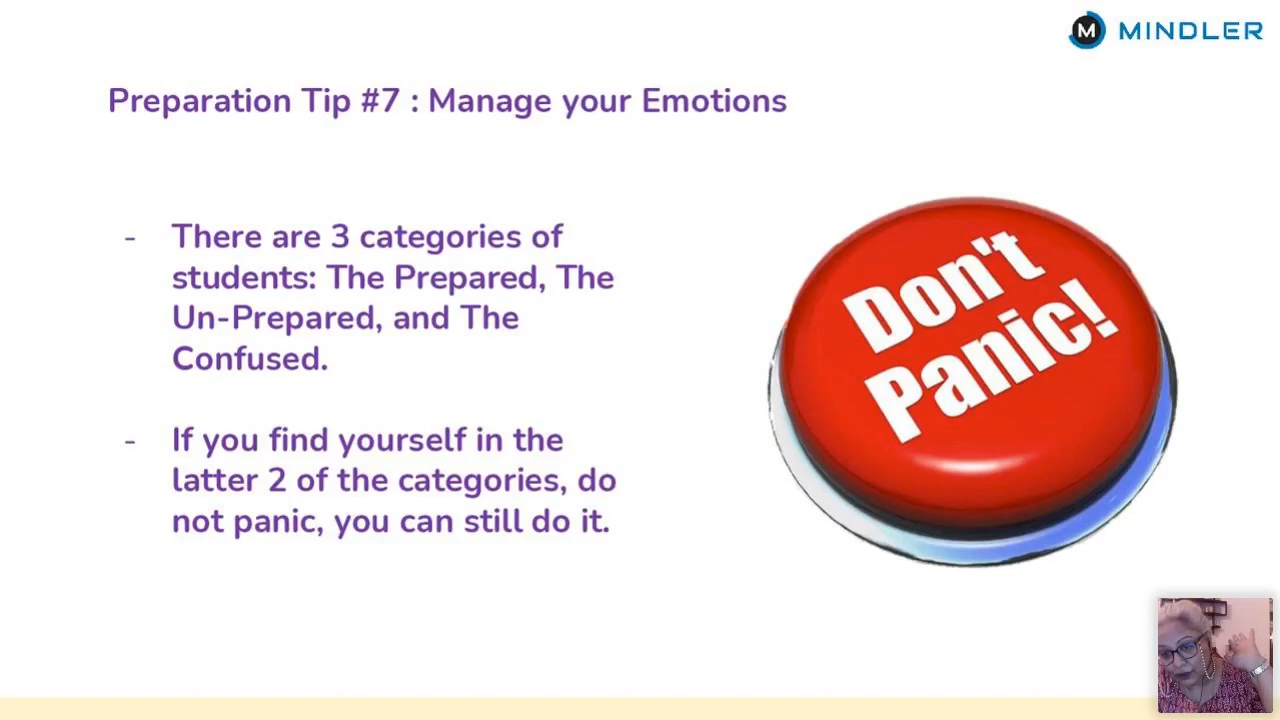 M MINDLER
Preparation Tip #7 : Manage your Emotions
- There are 3 categories of
students: The Prepared, The
Un-Prepared, and The
Confused.
- If you find yourself in the
latter 2 of the categories, do
not panic, you can still do it.
Don't
Panic!